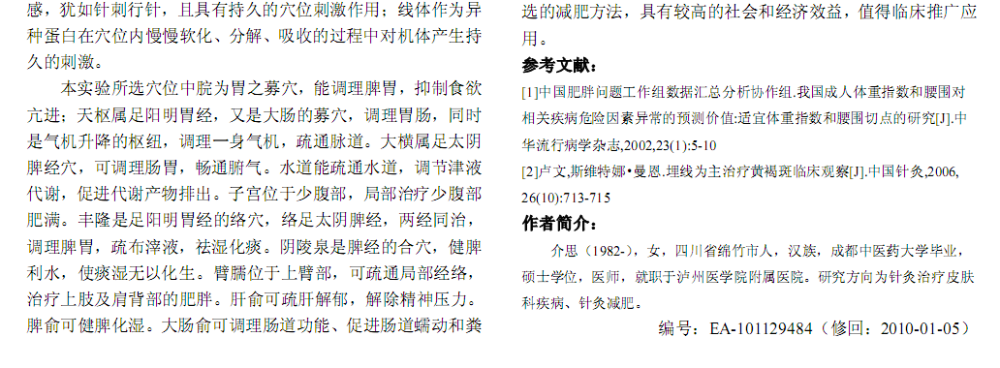 感，犹如针刺行针，且具有持久的穴位刺激作用；线体作为异
种蛋白在穴位内慢慢软化、分解、吸收的过程中对机体产生持
久的刺激。
本实验所选穴位中脘为胃之募穴，能调理脾胃，抑制食欲
亢进；天枢属足阳明胃经，又是大肠的募穴，调理胃肠，同时
是气机升降的枢纽，调理一身气机，疏通脉道。大横属足太阴
脾经穴，可调理肠胃，畅通腑气。水道能疏通水道，调节津液
代谢，促进代谢产物排出。子宫位于少腹部，局部治疗少腹部
肥满。丰隆是足阳明胃经的络穴，络足太阴脾经，两经同治，
调理脾胃，疏布滓液，祛湿化痰。阴陵泉是脾经的合穴，健脾
利水，使痰湿无以化生。臂臑位于上臂部，可疏通局部经络，
治疗上肢及肩背部的肥胖。肝俞可疏肝解郁，解除精神压力。
脾俞可健脾化湿。大肠俞可调理肠道功能、促进肠道蠕动和粪
选的减肥方法，具有较高的社会和经济效益，值得临床推广应
用。
参考文献：
[1]中国肥胖问题工作组数据汇总分析协作组.我国成人体重指数和腰围对
相关疾病危险因素异常的预测价值:适宜体重指数和腰围切点的研究[J].中
华流行病学杂志,2002,23(1):5-10
[2]卢文,斯维特娜•曼恩.埋线为主治疗黄褐斑临床观察[J].中国针灸,2006,
26(10):713-715
作者简介：
介思（1982-），女，四川省绵竹市人，汉族，成都中医药大学毕业，
硕士学位，医师，就职于泸州医学院附属医院。研究方向为针灸治疗皮肤
科疾病、针灸减肥。
编号：EA-101129484（修回：2010-01-05）